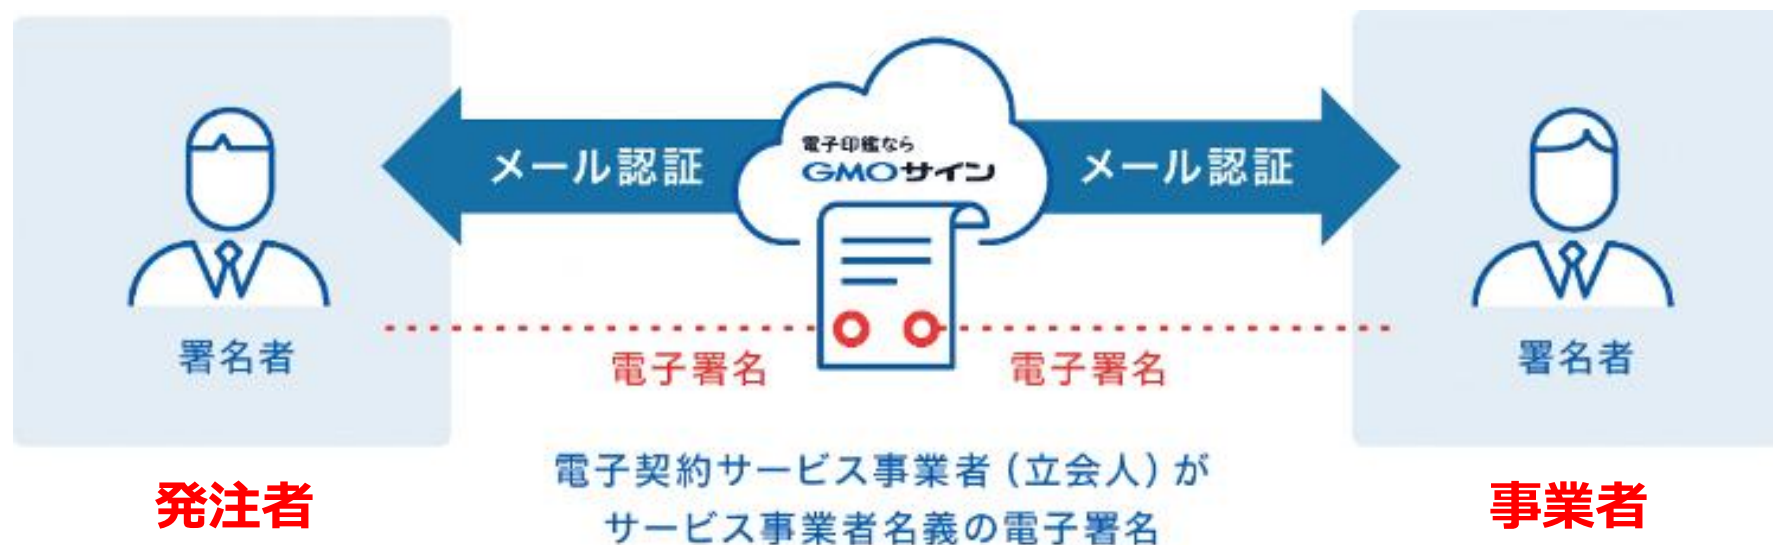 電子印鑑なら
GMOサイン
メール認証
メール認証
署名者
電子署名
電子署名
署名者
発注者
電子契約サービス事業者(立会人)が
サービス事業者名義の電子署名
事業者